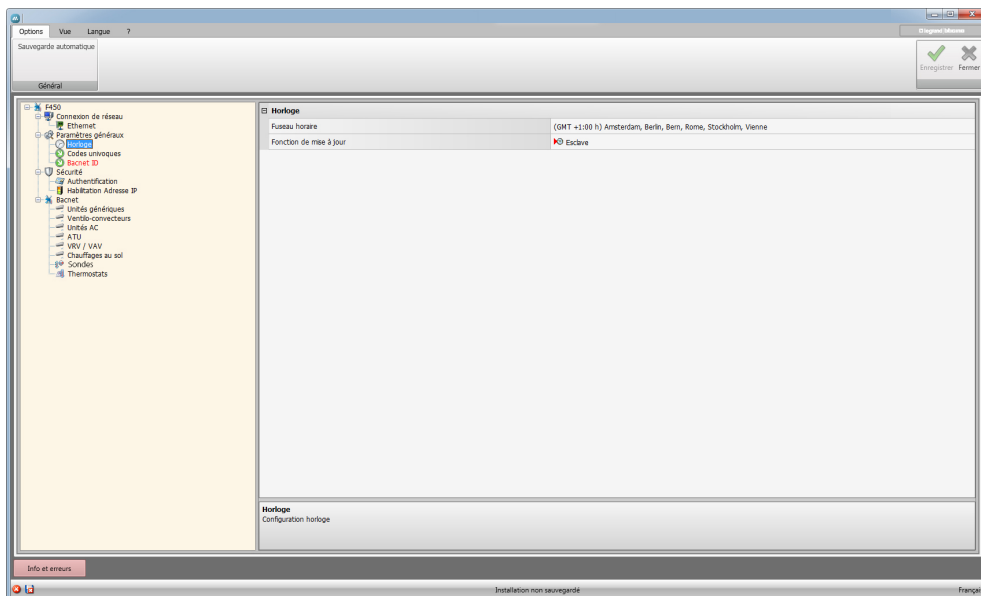 Options Vue Langue ?
Sauvegarde automatique
Général
Enregistrer Fermer
F450
Connexion de réseau
Ethernet
Paramètres généraux
Horloge
Codes univoques
Bacnet ID
Sécurité
Authentification
Habilitation Adresse IP
Bacnet
Unités génériques
Ventilo-convecteurs
Unités AC
ATU
VRV / VAV
Chauffages au sol
Sondes
Thermostats
Horloge
Fuseau horaire (GMT +1:00 h) Amsterdam, Berlin, Bern, Rome, Stockholm, Vienne
Fonction de mise à jour Esclave
Horloge
Configuration horloge
Info et erreurs
Installation non sauvegardé
Françai